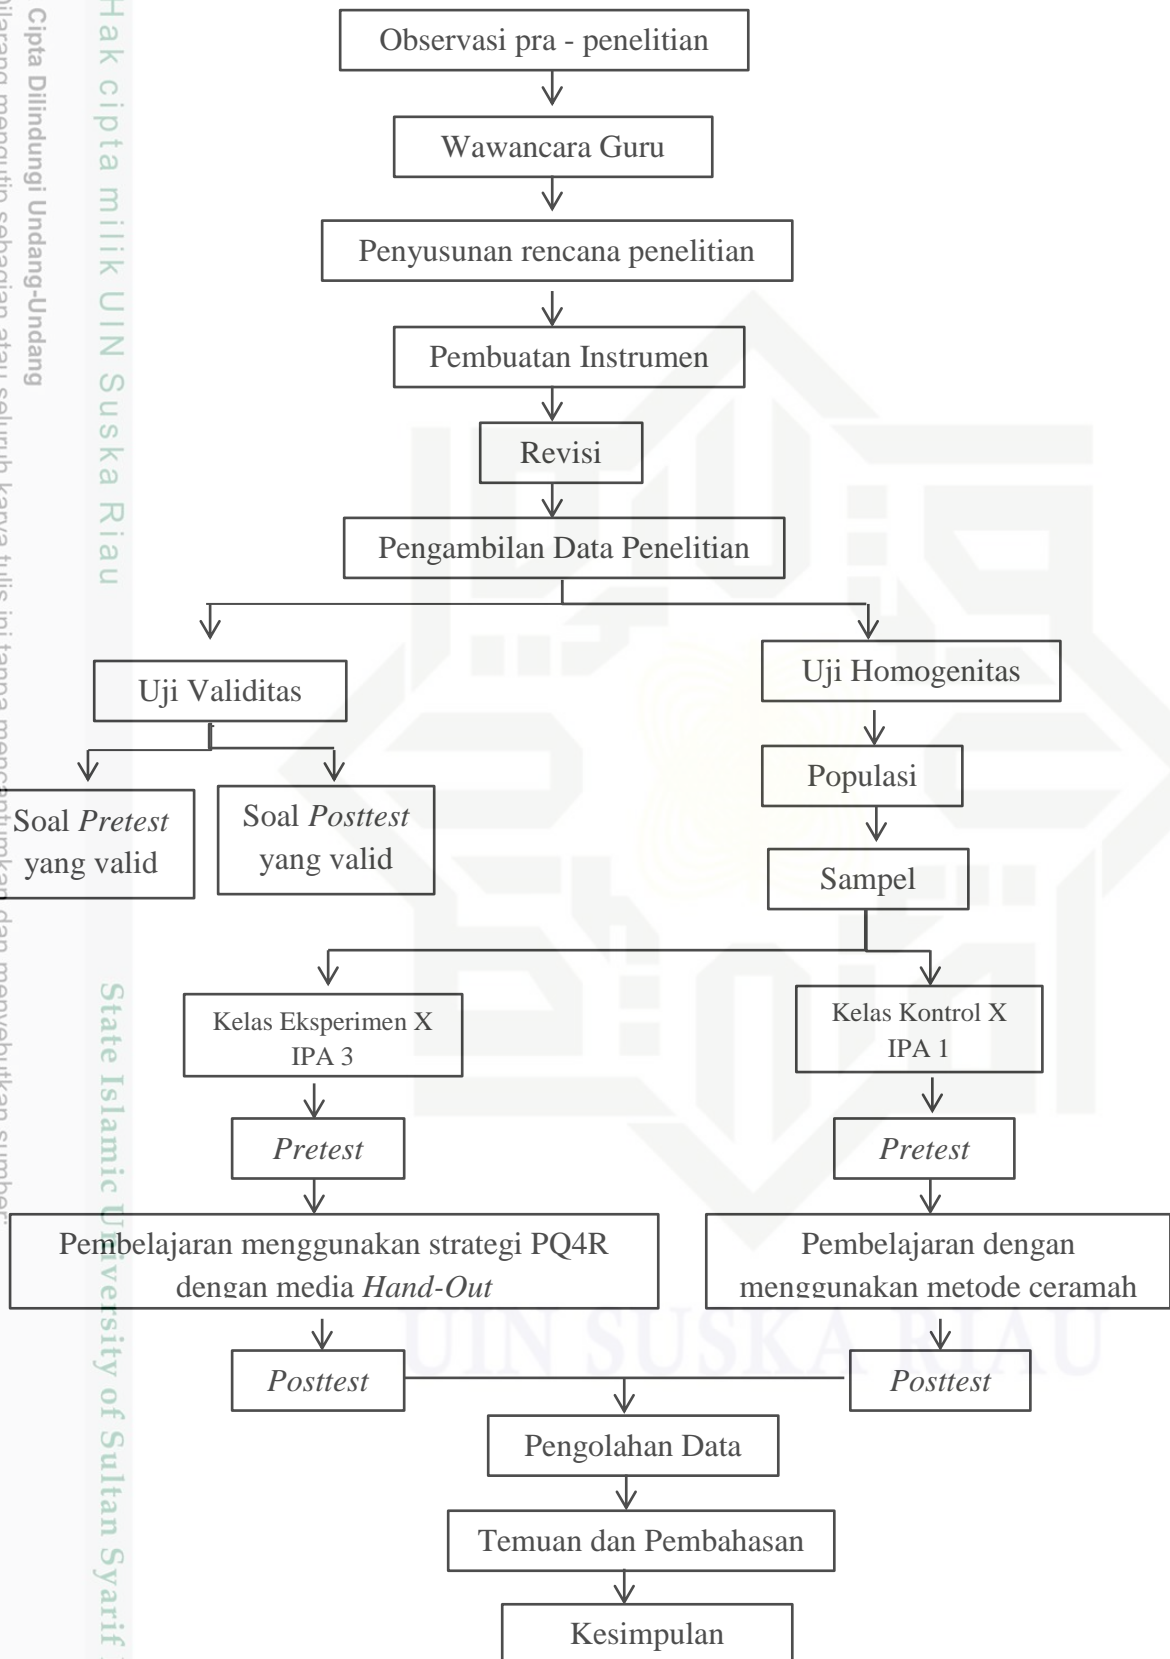 Hak cipta milik UIN Suska Riau
Cipta Dilindungi Undang-Undang
State Islamic University of Sultan Syarif
Observasi pra - penelitian
Wawancara Guru
Penyusunan rencana penelitian
Pembuatan Instrumen
Revisi
Pengambilan Data Penelitian
Uji Validitas
Uji Homogenitas
Populasi
Soal Pretest
yang valid
Soal Posttest
yang valid
Sampel
Kelas Eksperimen X
IPA 3
Kelas Kontrol X
IPA 1
Pretest
Pretest
Pembelajaran menggunakan strategi PQ4R
dengan media Hand-Out
Pembelajaran dengan
menggunakan metode ceramah
UIN SUSKA RIAU
Posttest
Posttest
Pengolahan Data
Temuan dan Pembahasan
Kesimpulan